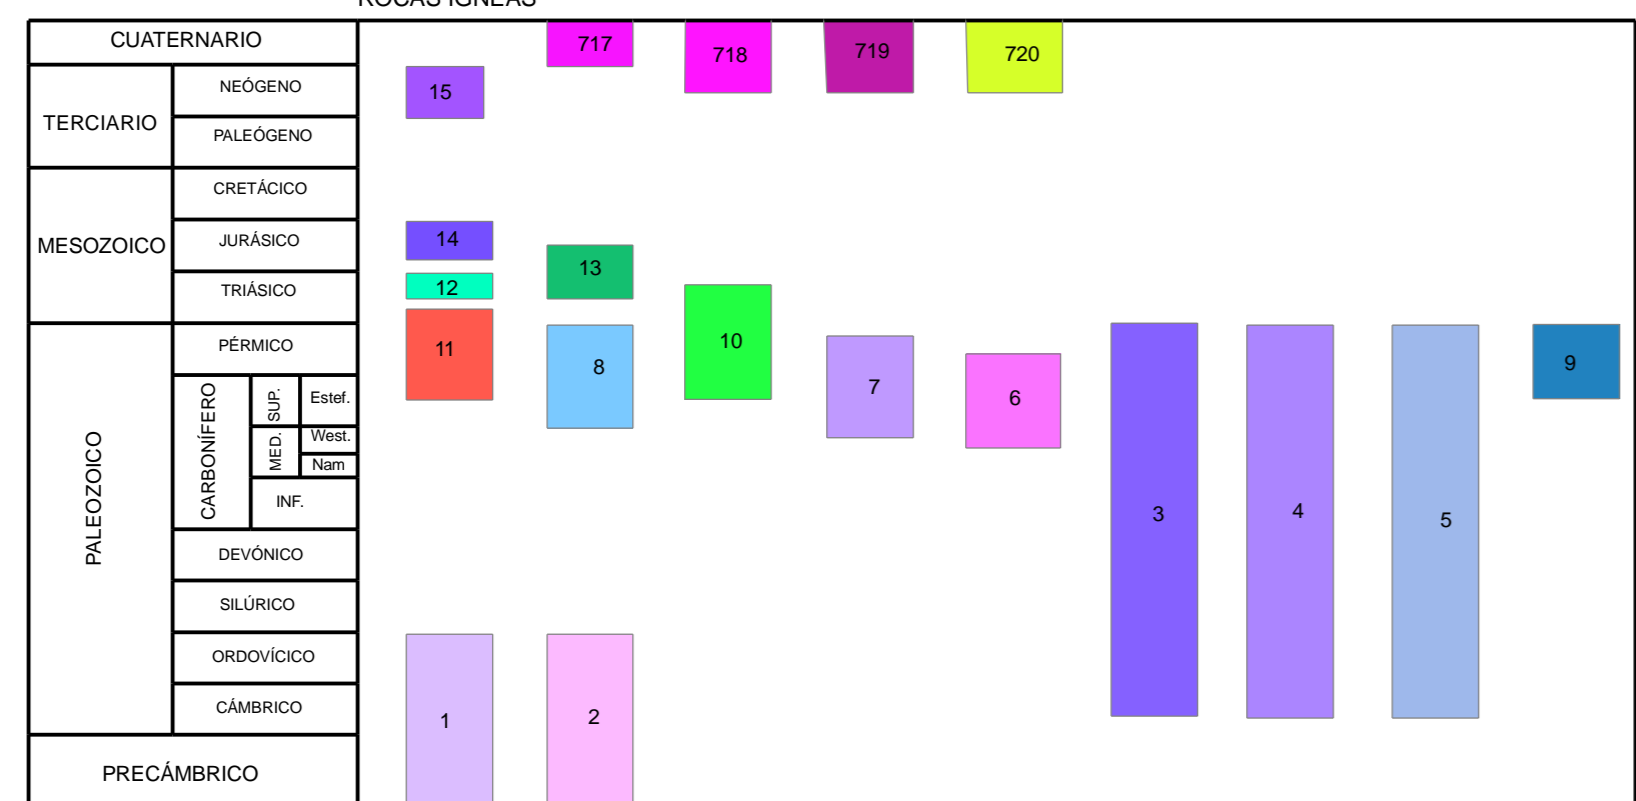 ROCAS ÍGNEAS
CUATERNARIO
717
718
719
720
TERCIARIO
NEÓGENO
15
PALEÓGENO
MESOZOICO
CRETÁCICO
JURÁSICO
14
13
TRIÁSICO
12
PALEOZOICO
PÉRMICO
11
8
10
7
6
9
CARBONÍFERO
SUP.
Estef.
MED.
West.
Nam
INF.
3
4
5
DEVÓNICO
SILÚRICO
ORDOVÍCICO
CÁMBRICO
1
2
PRECÁMBRICO